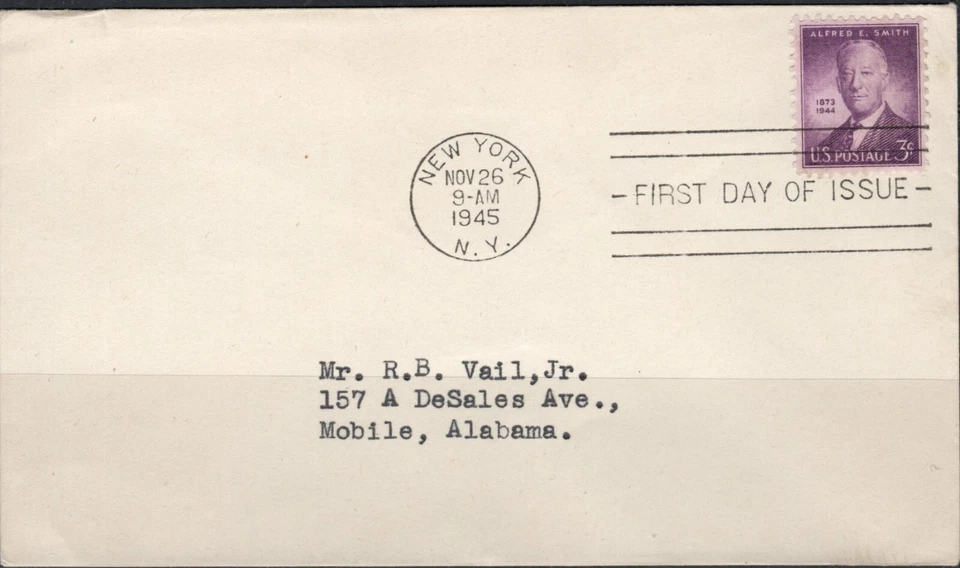 ALFRED E. SMITH
1873
1944
U.S. POSTAGE 3¢
NEW YORK
NOV 26
9-AM
1945
N.Y.
- FIRST DAY OF ISSUE -
Mr. R.B. Vail,Jr.
157 A DeSales Ave.,
Mobile, Alabama.